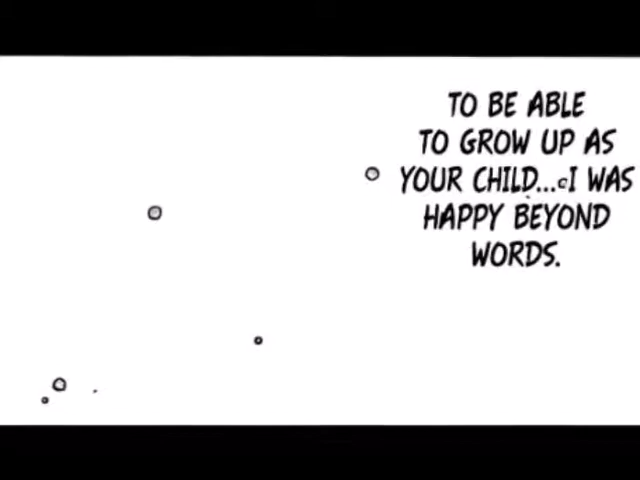 TO BE ABLE
TO GROW UP AS
YOUR CHILD... I WAS
HAPPY BEYOND
WORDS.